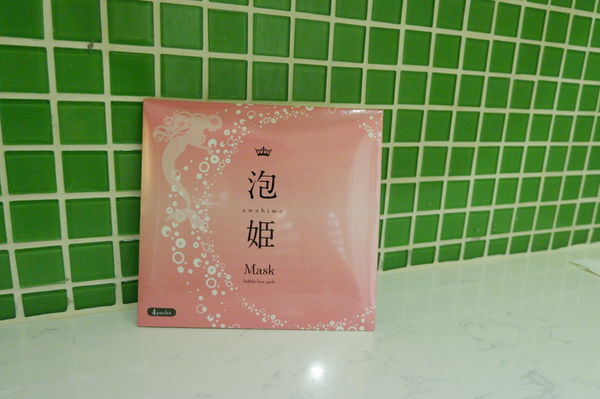 泡
awahime
姫
Mask
bubble face pack
4packs